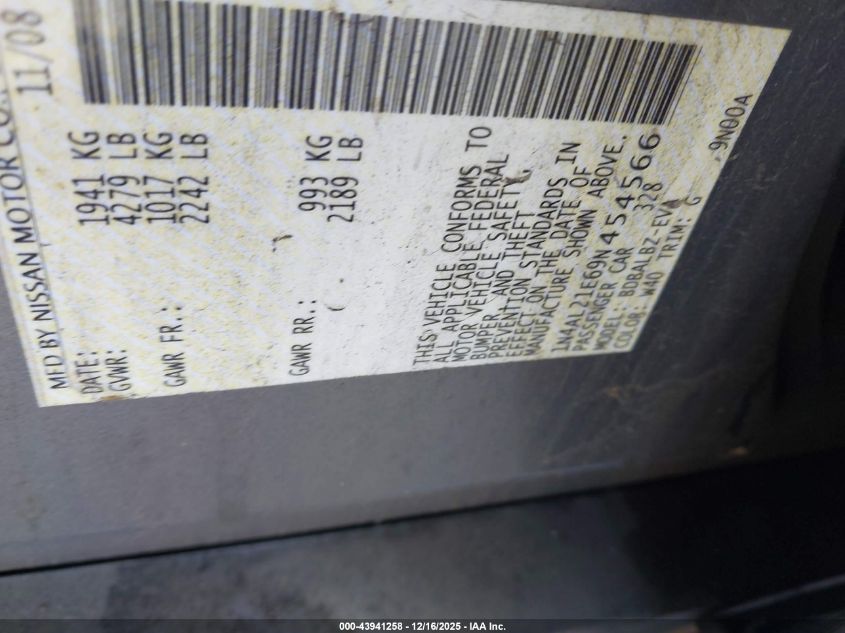 MFD BY NISSAN MOTOR CO.
DATE: 11/08
GVWR: 1941 KG
4279 LB
GAWR FR.: 1017 KG
2242 LB
GAWR RR.: 993 KG
2189 LB
THIS VEHICLE CONFORMS TO
ALL APPLICABLE FEDERAL
MOTOR VEHICLE SAFETY,
BUMPER, AND THEFT
PREVENTION STANDARDS IN
EFFECT ON THE DATE OF
MANUFACTURE SHOWN ABOVE.
1N4AL21E69N454566
PASSENGER CAR 328
MODEL: BDBALBZ-EVA
COLOR: W40 TRIM: G
9N00A
000-43941258 - 12/16/2025 - IAA Inc.